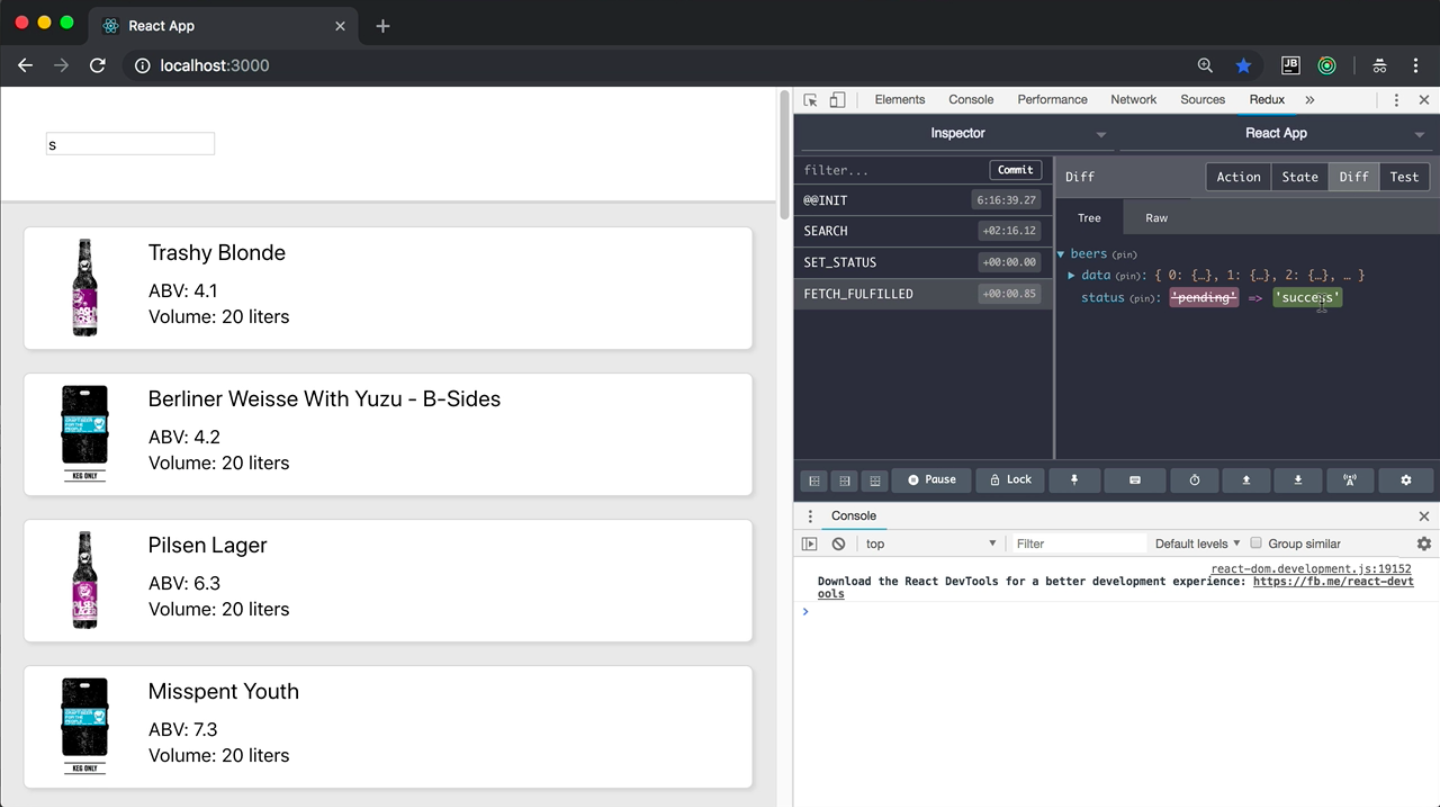 React App
localhost:3000
JB
s
Trashy Blonde
ABV: 4.1
Volume: 20 liters
Berliner Weisse With Yuzu - B-Sides
ABV: 4.2
Volume: 20 liters
KEG ONLY
Pilsen Lager
ABV: 6.3
Volume: 20 liters
Misspent Youth
ABV: 7.3
Volume: 20 liters
KEG ONLY
Elements Console Performance Network Sources Redux »
Inspector React App
filter... Commit
@@INIT 6:16:39.27
SEARCH +02:16.12
SET_STATUS +00:00.00
FETCH_FULFILLED +00:00.85
Diff Action State Diff Test
Tree Raw
beers (pin)
data (pin): { 0: {…}, 1: {…}, 2: {…}, … }
status (pin): 'pending' => 'success'
Pause Lock
Console
top Filter Default levels Group similar
react-dom.development.js:19152
Download the React DevTools for a better development experience: https://fb.me/react-devt
ools